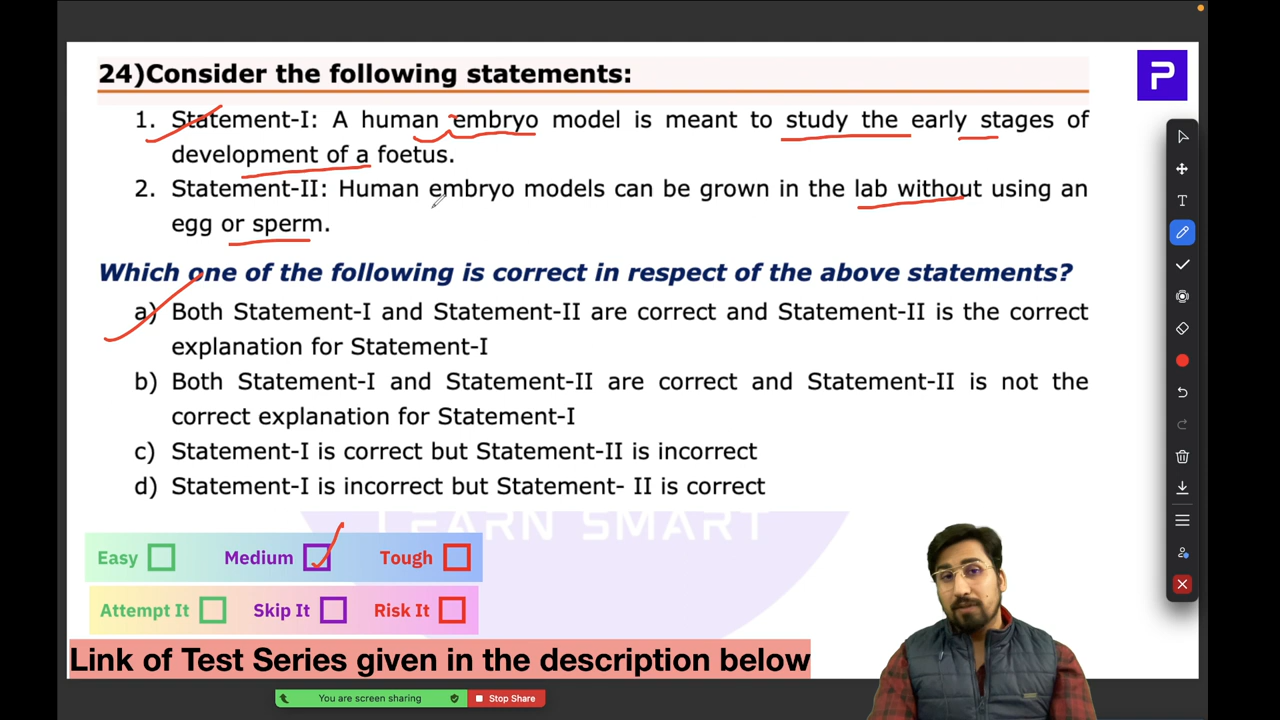 24)Consider the following statements:
P
1. Statement-I: A human embryo model is meant to study the early stages of
development of a foetus.
2. Statement-II: Human embryo models can be grown in the lab without using an
egg or sperm.
Which one of the following is correct in respect of the above statements?
a) Both Statement-I and Statement-II are correct and Statement-II is the correct
explanation for Statement-I
b) Both Statement-I and Statement-II are correct and Statement-II is not the
correct explanation for Statement-I
c) Statement-I is correct but Statement-II is incorrect
d) Statement-I is incorrect but Statement- II is correct
LEARN SMART
Easy Medium Tough
Attempt It Skip It Risk It
Link of Test Series given in the description below
You are screen sharing Stop Share
T